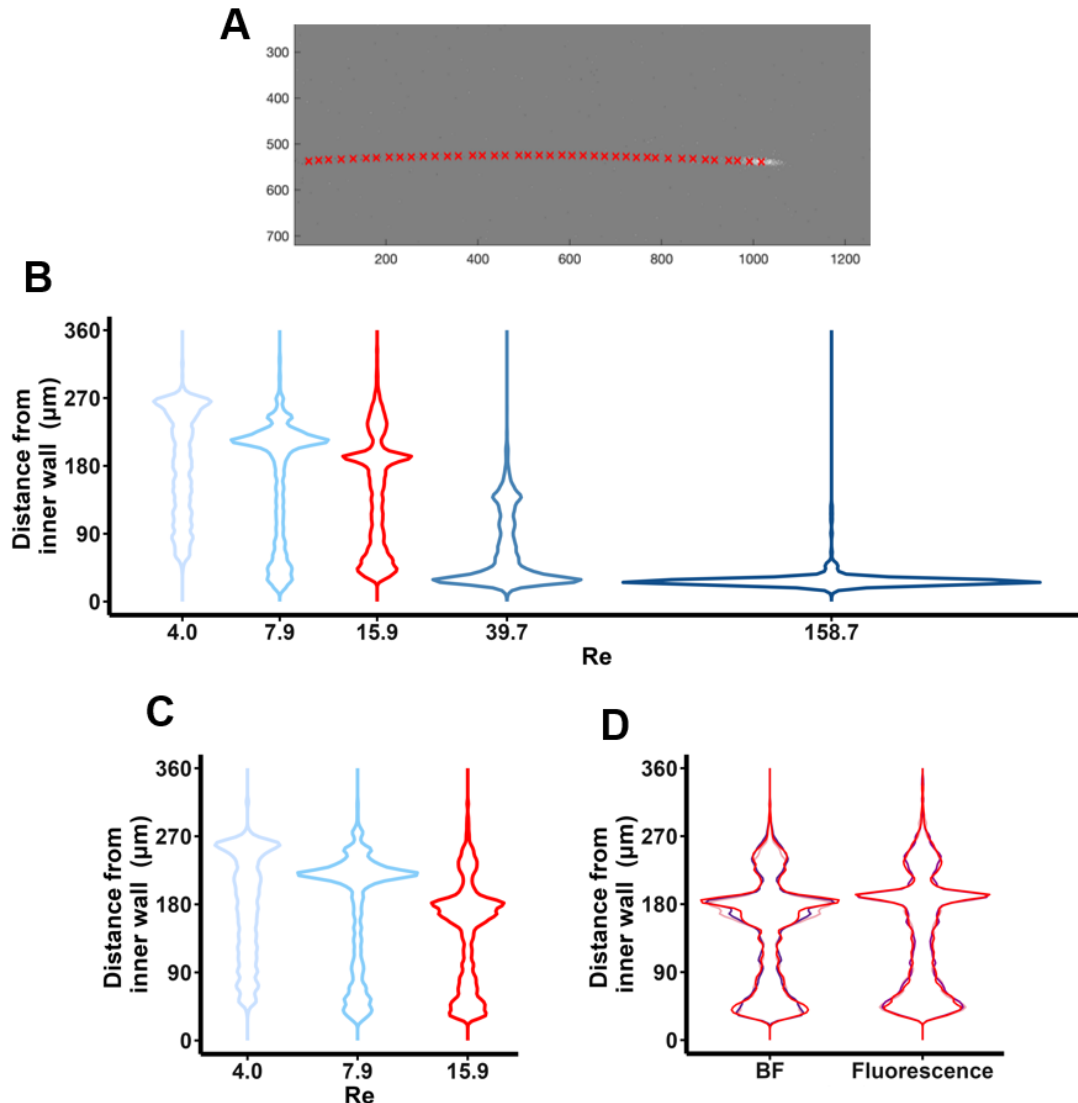 A
300
400
500
600
700
200 400 600 800 1000 1200
B
360
270
180
90
0
Distance from
inner wall (µm)
4.0 7.9 15.9 39.7 158.7
Re
C
360
270
180
90
0
Distance from
inner wall (µm)
4.0 7.9 15.9
Re
D
360
270
180
90
0
Distance from
inner wall (µm)
BF Fluorescence